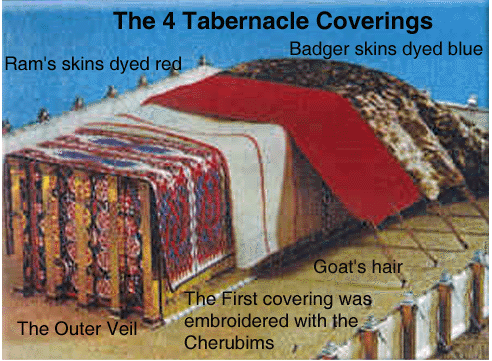 The 4 Tabernacle Coverings
Badger skins dyed blue
Ram's skins dyed red
Goat's hair
The First covering was
embroidered with the
Cherubims
The Outer Veil